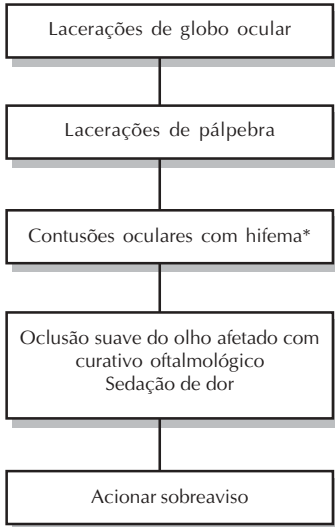 Lacerações de globo ocular
Lacerações de pálpebra
Contusões oculares com hifema*
Oclusão suave do olho afetado com
curativo oftalmológico
Sedação de dor
Acionar sobreaviso